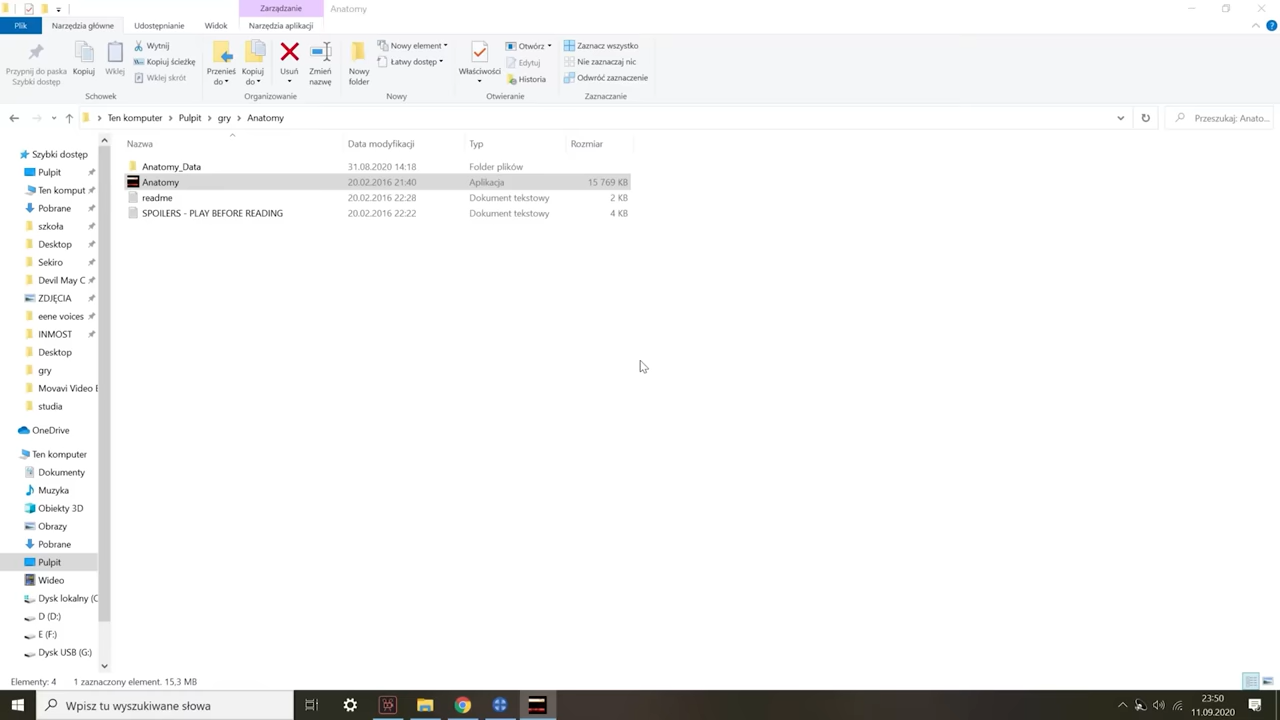 Zarządzanie Anatomy
Plik Narzędzia główne Udostępnianie Widok Narzędzia aplikacji
Przypnij do paska Szybki dostęp
Kopiuj
Wklej
Wytnij
Kopiuj ścieżkę
Wklej skrót
Schowek
Przenieś do
Kopiuj do
Usuń
Zmień nazwę
Organizowanie
Nowy folder
Nowy element
Łatwy dostęp
Nowy
Właściwości
Otwórz
Edytuj
Historia
Otwieranie
Zaznacz wszystko
Nie zaznaczaj nic
Odwróć zaznaczenie
Zaznaczanie
Ten komputer > Pulpit > gry > Anatomy
Przeszukaj: Anato...
Nazwa Data modyfikacji Typ Rozmiar
Anatomy_Data 31.08.2020 14:18 Folder plików
Anatomy 20.02.2016 21:40 Aplikacja 15 769 KB
readme 20.02.2016 22:28 Dokument tekstowy 2 KB
SPOILERS - PLAY BEFORE READING 20.02.2016 22:22 Dokument tekstowy 4 KB
Szybki dostęp
Pulpit
Ten komput
Pobrane
szkoła
Desktop
Sekiro
Devil May C
ZDJĘCIA
eene voices
INMOST
Desktop
gry
Movavi Video E
studia
OneDrive
Ten komputer
Dokumenty
Muzyka
Obiekty 3D
Obrazy
Pobrane
Pulpit
Wideo
Dysk lokalny (C
D (D:)
E (F:)
Dysk USB (G:)
Elementy: 4 1 zaznaczony element. 15,3 MB
Wpisz tu wyszukiwane słowa
23:50
11.09.2020